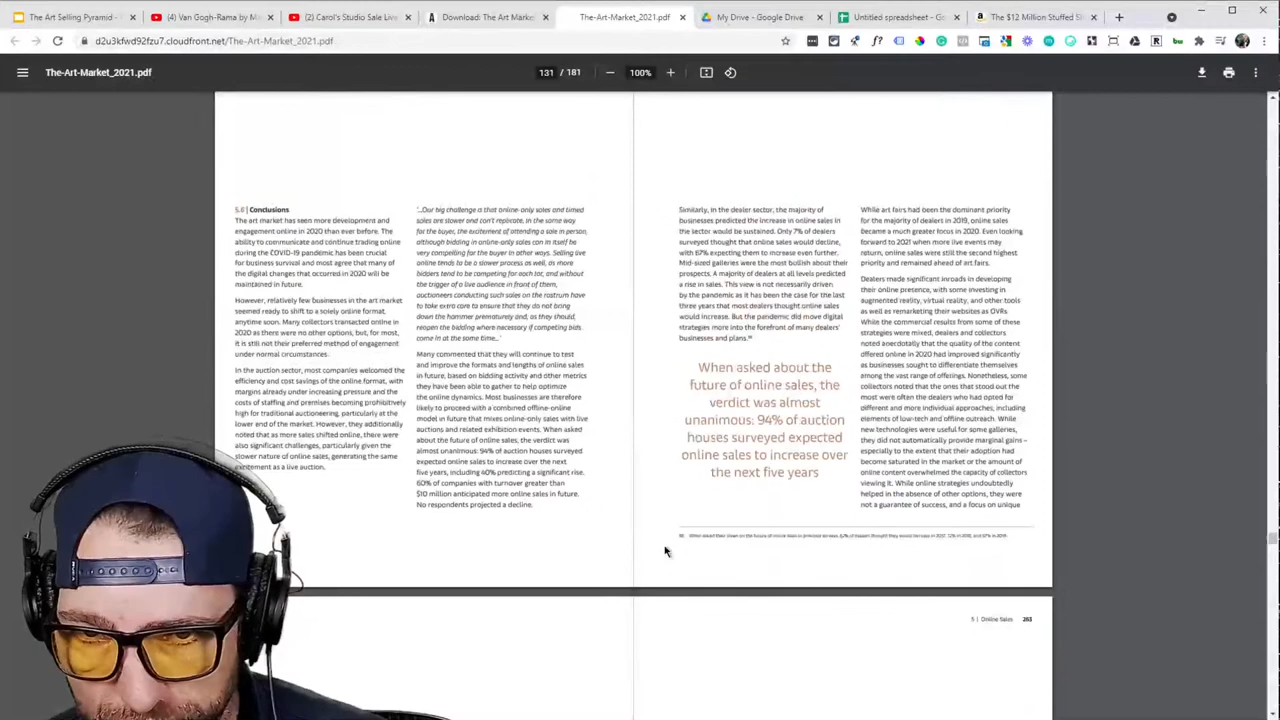 The Art Selling Pyramid -
(4) Van Gogh-Rama by M
(2) Carol's Studio Sale Live
Download: The Art Market
The-Art-Market_2021.pdf
My Drive - Google Drive
Untitled spreadsheet - Go
The $12 Million Stuffed S
d2u3kfwd92fzu7.cloudfront.net/The-Art-Market_2021.pdf
The-Art-Market_2021.pdf
131 / 181
100%
5.6 | Conclusions
The art market has seen more development and
engagement online in 2020 than ever before. The
ability to communicate and continue trading online
during the COVID-19 pandemic has been crucial
for business survival and most agree that many of
the digital changes that occurred in 2020 will be
maintained in future.
However, relatively few businesses in the art market
seemed ready to shift to a solely online format,
anytime soon. Many collectors transacted online in
2020 as there were no other options, but, for most,
it is still not their preferred method of engagement
under normal circumstances.
In the auction sector, most companies welcomed the
efficiency and cost savings of the online format, with
margins already under increasing pressure and the
costs of staffing and premises becoming prohibitively
high for traditional auctioneering, particularly at the
lower end of the market. However, they additionally
noted that as more sales shifted online, there were
also significant challenges, particularly given the
slower nature of online sales, generating the same
excitement as a live auction.
'...Our big challenge is that online-only sales and timed
sales are slower and can't replicate, in the same way
for the buyer, the excitement of attending a sale in person,
although bidding in online-only sales can in itself be
very compelling for the buyer in other ways. Selling live
online tends to be a slower process as well, as more
bidders tend to be competing for each lot, and without
the trigger of a live audience in front of them,
auctioneers conducting such sales on the rostrum have
to take extra care to ensure that they do not bring
down the hammer prematurely and, as they should,
reopen the bidding where necessary if competing bids
come in at the same time...'
Many commented that they will continue to test
and improve the formats and lengths of online sales
in future, based on bidding activity and other metrics
they have been able to gather to help optimize
the online dynamics. Most businesses are therefore
likely to proceed with a combined offline-online
model in future that mixes online-only sales with live
auctions and related exhibition events. When asked
about the future of online sales, the verdict was
almost unanimous: 94% of auction houses surveyed
expected online sales to increase over the next
five years, including 40% predicting a significant rise.
60% of companies with turnover greater than
$10 million anticipated more online sales in future.
No respondents projected a decline.
Similarly, in the dealer sector, the majority of
businesses predicted the increase in online sales in
the sector would be sustained. Only 7% of dealers
surveyed thought that online sales would decline,
with 67% expecting them to increase even further.
Mid-sized galleries were the most bullish about their
prospects. A majority of dealers at all levels predicted
a rise in sales. This view is not necessarily driven
by the pandemic as it has been the case for the last
three years that most dealers thought online sales
would increase. But the pandemic did move digital
strategies more into the forefront of many dealers'
businesses and plans.
When asked about the
future of online sales, the
verdict was almost
unanimous: 94% of auction
houses surveyed expected
online sales to increase over
the next five years
While art fairs had been the dominant priority
for the majority of dealers in 2019, online sales
became a much greater focus in 2020. Even looking
forward to 2021 when more live events may
return, online sales were still the second highest
priority and remained ahead of art fairs.
Dealers made significant inroads in developing
their online presence, with some investing in
augmented reality, virtual reality, and other tools
as well as remarketing their websites as OVRs.
While the commercial results from some of these
strategies were mixed, dealers and collectors
noted anecdotally that the quality of the content
offered online in 2020 had improved significantly
as businesses sought to differentiate themselves
among the vast range of offerings. Nonetheless, some
collectors noted that the ones that stood out the
most were often the dealers who had opted for
different and more individual approaches, including
elements of low-tech and offline outreach. While
new technologies were useful for some galleries,
they did not automatically provide marginal gains –
especially to the extent that their adoption had
become saturated in the market or the amount of
online content overwhelmed the capacity of collectors
viewing it. While online strategies undoubtedly
helped in the absence of other options, they were
not a guarantee of success, and a focus on unique
5 | Online Sales 263